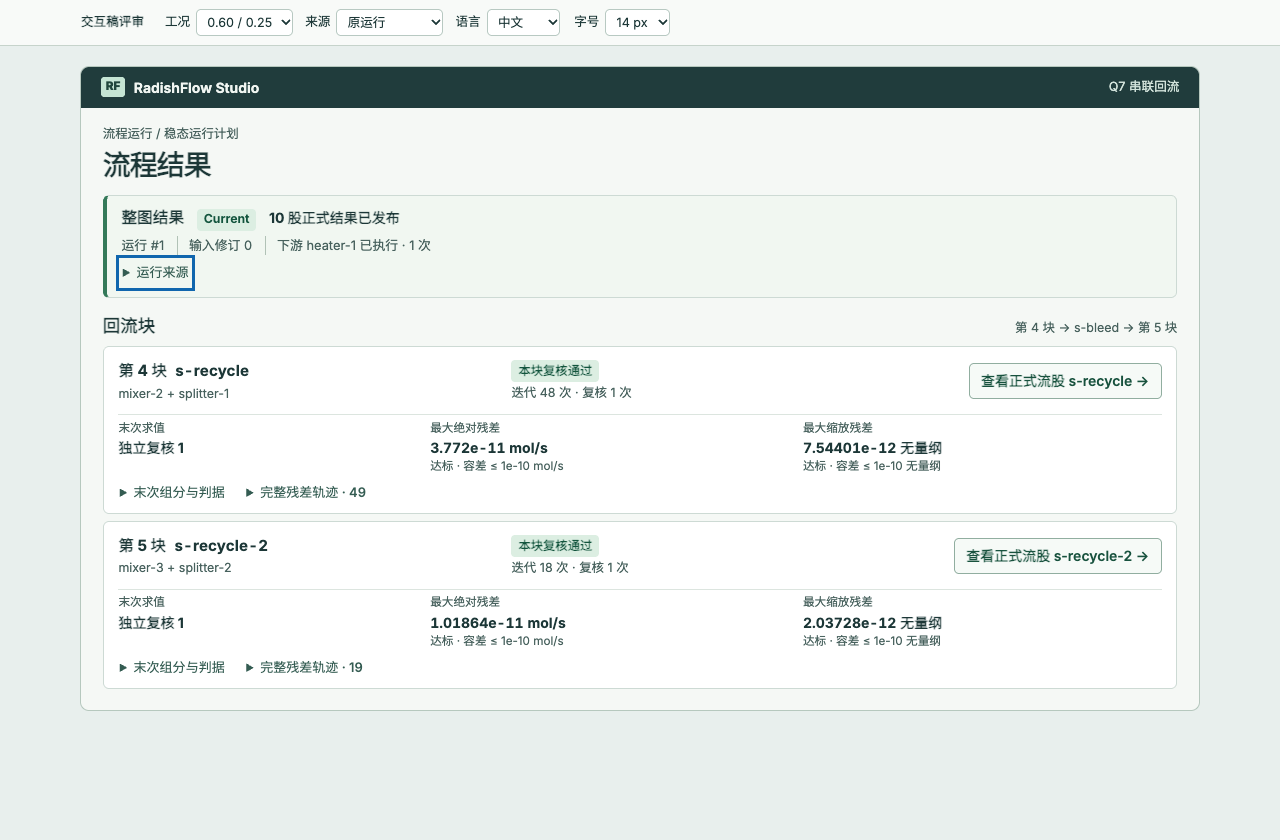 交互稿评审 工况 0.60 / 0.25 来源 原运行 语言 中文 字号 14 px
RF RadishFlow Studio Q7 串联回流
流程运行 / 稳态运行计划
流程结果
整图结果 Current 10 股正式结果已发布
运行 #1 输入修订 0 下游 heater-1 已执行 · 1 次
▶ 运行来源
回流块 第 4 块 → s-bleed → 第 5 块
第 4 块 s-recycle 本块复核通过 查看正式流股 s-recycle →
mixer-2 + splitter-1 迭代 48 次 · 复核 1 次
末次求值 最大绝对残差 最大缩放残差
独立复核 1 3.772e-11 mol/s 7.54401e-12 无量纲
达标 · 容差 ≤ 1e-10 mol/s 达标 · 容差 ≤ 1e-10 无量纲
▶ 末次组分与判据 ▶ 完整残差轨迹 · 49
第 5 块 s-recycle-2 本块复核通过 查看正式流股 s-recycle-2 →
mixer-3 + splitter-2 迭代 18 次 · 复核 1 次
末次求值 最大绝对残差 最大缩放残差
独立复核 1 1.01864e-11 mol/s 2.03728e-12 无量纲
达标 · 容差 ≤ 1e-10 mol/s 达标 · 容差 ≤ 1e-10 无量纲
▶ 末次组分与判据 ▶ 完整残差轨迹 · 19